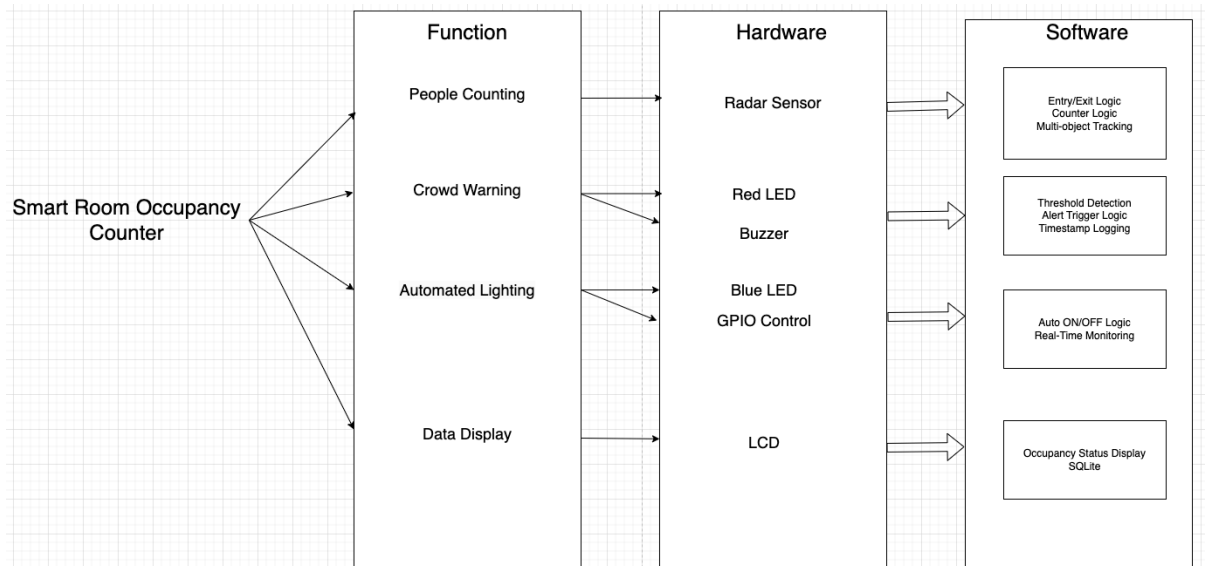 Smart Room Occupancy
Counter
Function
People Counting
Crowd Warning
Automated Lighting
Data Display
Hardware
Radar Sensor
Red LED
Buzzer
Blue LED
GPIO Control
LCD
Software
Entry/Exit Logic
Counter Logic
Multi-object Tracking
Threshold Detection
Alert Trigger Logic
Timestamp Logging
Auto ON/OFF Logic
Real-Time Monitoring
Occupancy Status Display
SQLite